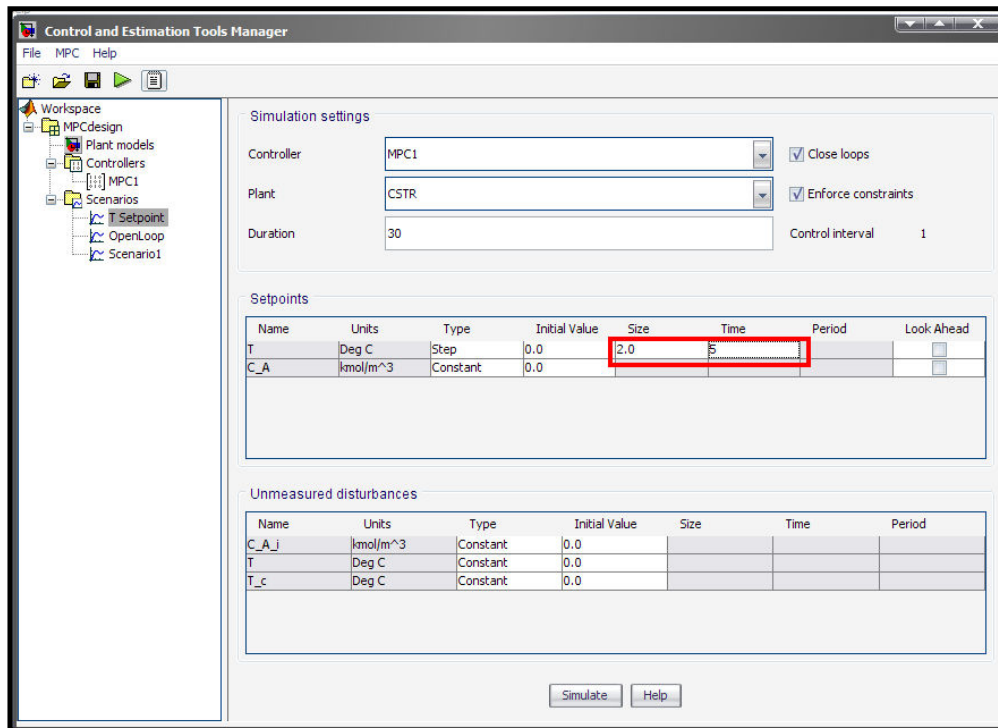 Control and Estimation Tools Manager
File MPC Help
Workspace
MPCdesign
Plant models
Controllers
MPC1
Scenarios
T Setpoint
OpenLoop
Scenario1
Simulation settings
Controller MPC1 Close loops
Plant CSTR Enforce constraints
Duration 30 Control interval 1
Setpoints
Name Units Type Initial Value Size Time Period Look Ahead
T Deg C Step 0.0 2.0 5
C_A kmol/m^3 Constant 0.0
Unmeasured disturbances
Name Units Type Initial Value Size Time Period
C_A_i kmol/m^3 Constant 0.0
T Deg C Constant 0.0
T_c Deg C Constant 0.0
Simulate Help